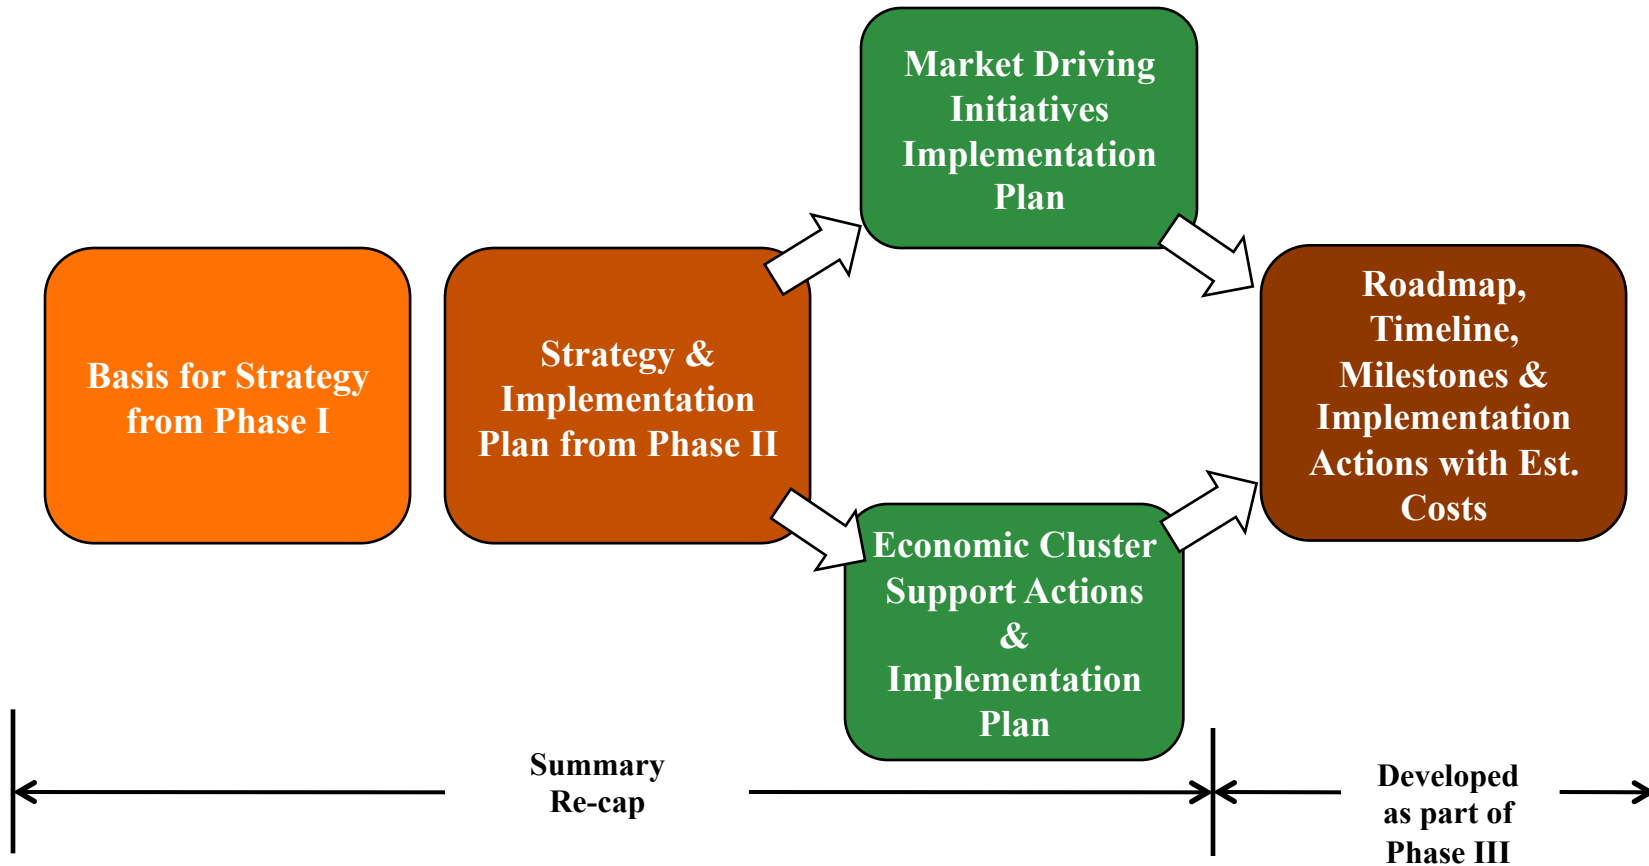 Market Driving
Initiatives
Implementation
Plan
Basis for Strategy
from Phase I
Strategy &
Implementation
Plan from Phase II
Roadmap,
Timeline,
Milestones &
Implementation
Actions with Est.
Costs
Economic Cluster
Support Actions
&
Implementation
Plan
Summary
Re-cap
Developed
as part of
Phase III